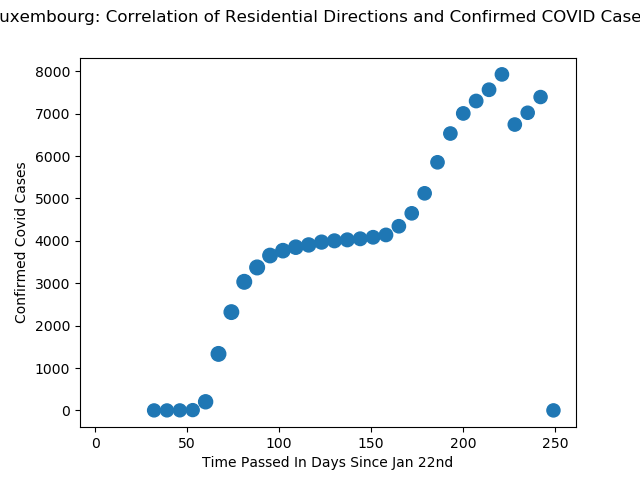 uxembourg: Correlation of Residential Directions and Confirmed COVID Case
8000
7000
6000
5000
4000
3000
2000
1000
0
Confirmed Covid Cases
0 50 100 150 200 250
Time Passed In Days Since Jan 22nd